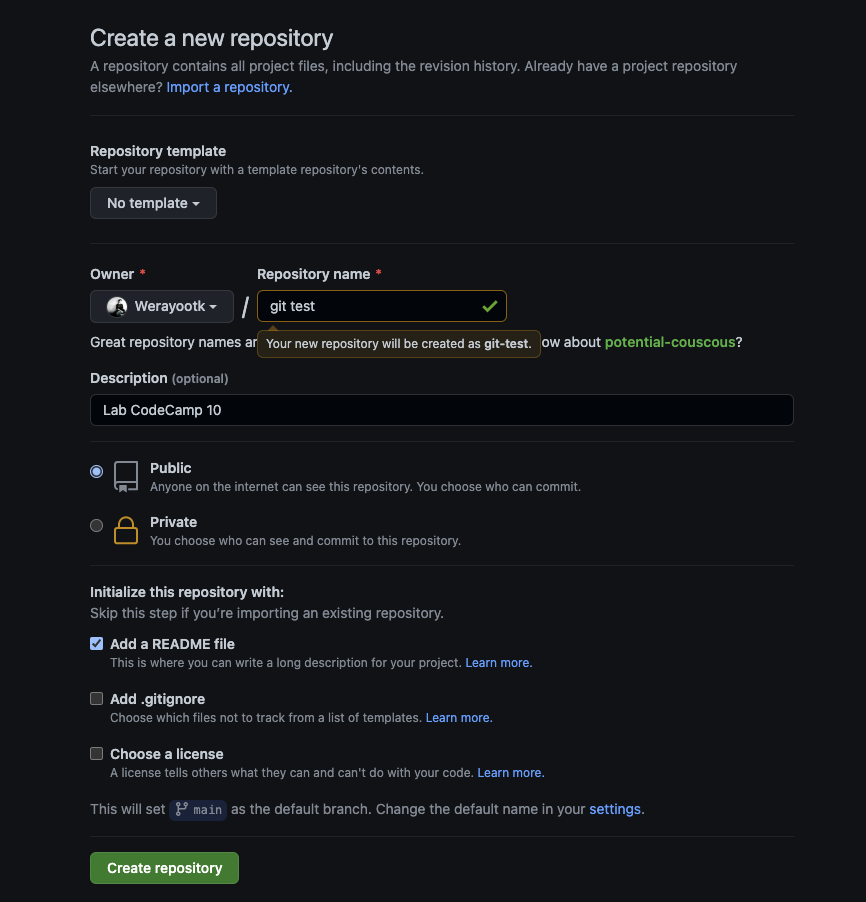 Create a new repository
A repository contains all project files, including the revision history. Already have a project repository
elsewhere? Import a repository.
Repository template
Start your repository with a template repository's contents.
No template
Owner * Repository name *
Werayootk / git test
Great repository names ar
Your new repository will be created as git-test.
ow about potential-couscous?
Description (optional)
Lab CodeCamp 10
Public
Anyone on the internet can see this repository. You choose who can commit.
Private
You choose who can see and commit to this repository.
Initialize this repository with:
Skip this step if you’re importing an existing repository.
Add a README file
This is where you can write a long description for your project. Learn more.
Add .gitignore
Choose which files not to track from a list of templates. Learn more.
Choose a license
A license tells others what they can and can't do with your code. Learn more.
This will set main as the default branch. Change the default name in your settings.
Create repository